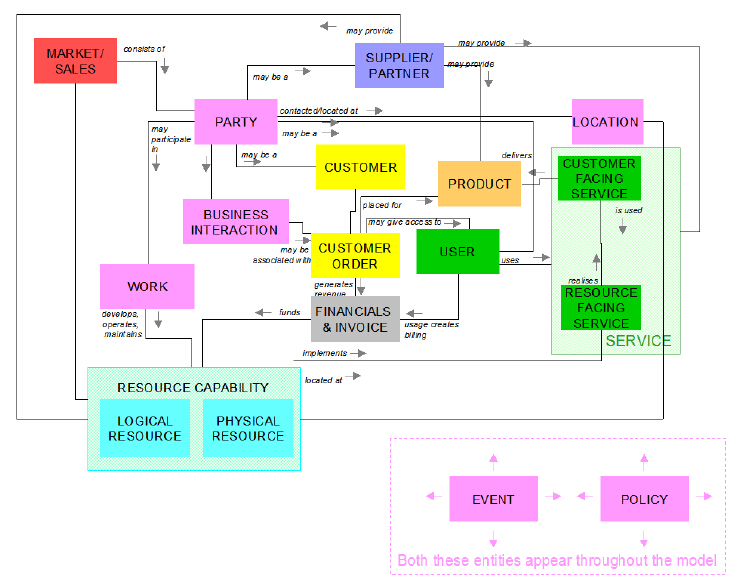 may provide
MARKET/
SALES
consists of
SUPPLIER/
PARTNER
may provide
may provide
may be a
PARTY
contacted/located at
LOCATION
may
participate
in
may be a
may be a
CUSTOMER
delivers
CUSTOMER
FACING
SERVICE
PRODUCT
BUSINESS
INTERACTION
placed for
is used
may give access to
may be
associated with
CUSTOMER
ORDER
USER
uses
WORK
generates
revenue
realises
RESOURCE
FACING
SERVICE
develops,
operates,
maintains
funds
FINANCIALS
& INVOICE
usage creates
billing
SERVICE
implements
located at
RESOURCE CAPABILITY
LOGICAL
RESOURCE
PHYSICAL
RESOURCE
EVENT
POLICY
Both these entities appear throughout the model